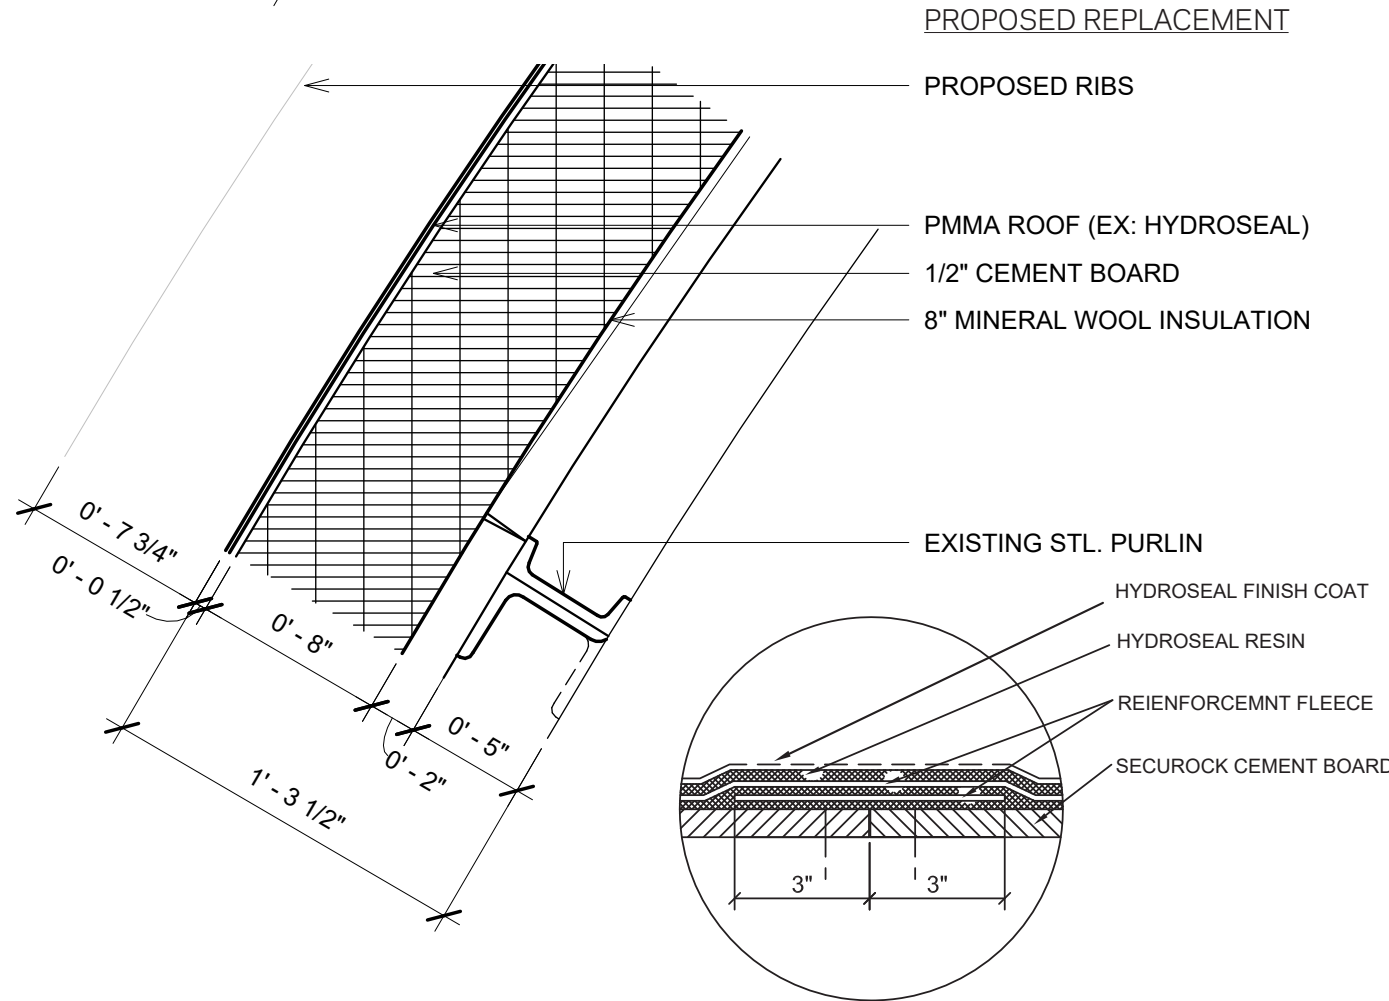 PROPOSED REPLACEMENT
PROPOSED RIBS
PMMA ROOF (EX: HYDROSEAL)
1/2" CEMENT BOARD
8" MINERAL WOOL INSULATION
EXISTING STL. PURLIN
0' - 7 3/4"
0' - 0 1/2"
0' - 8"
0' - 2"
0' - 5"
1' - 3 1/2"
HYDROSEAL FINISH COAT
HYDROSEAL RESIN
REIENFORCEMNT FLEECE
SECUROCK CEMENT BOARD
3"
3"